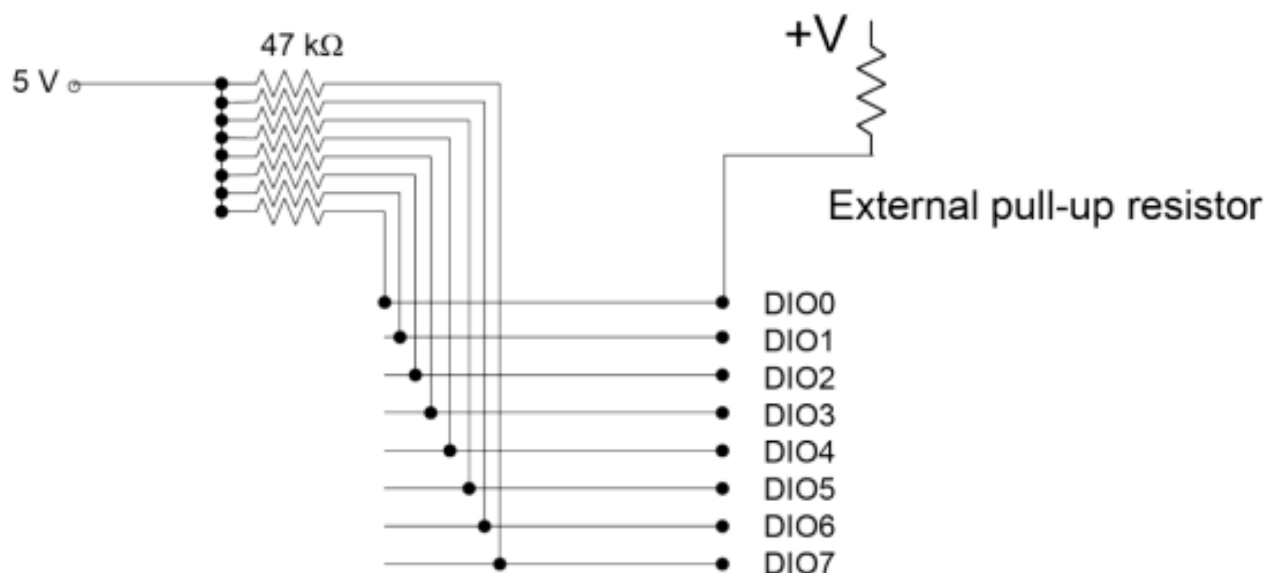 47 kΩ
+V
5 V
External pull-up resistor
DIO0
DIO1
DIO2
DIO3
DIO4
DIO5
DIO6
DIO7